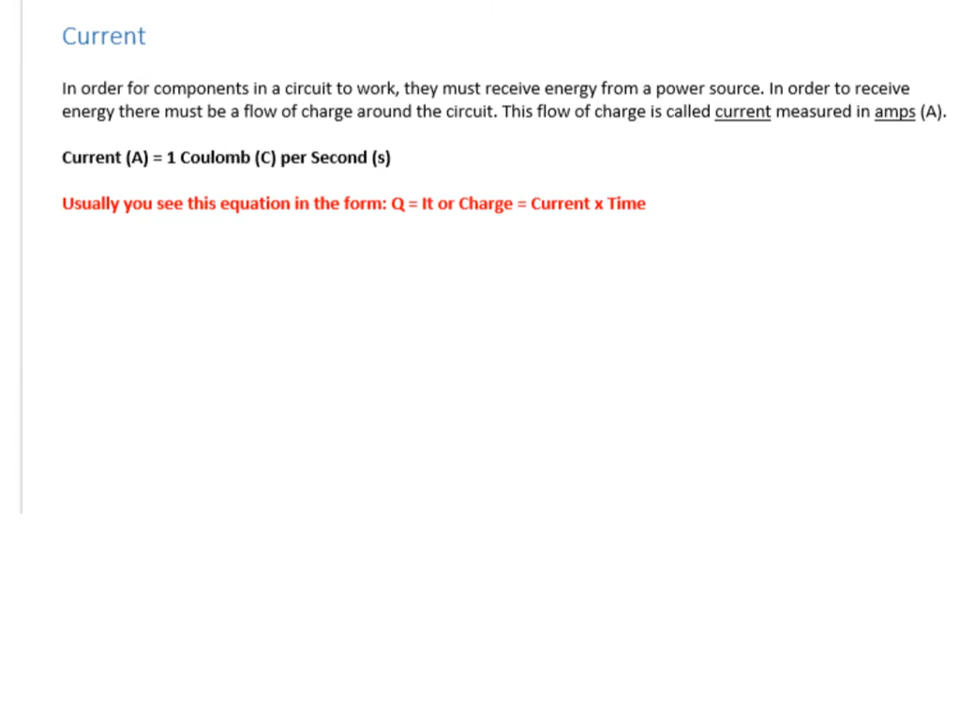 Current
In order for components in a circuit to work, they must receive energy from a power source. In order to receive
energy there must be a flow of charge around the circuit. This flow of charge is called current measured in amps (A).
Current (A) = 1 Coulomb (C) per Second (s)
Usually you see this equation in the form: Q = It or Charge = Current x Time